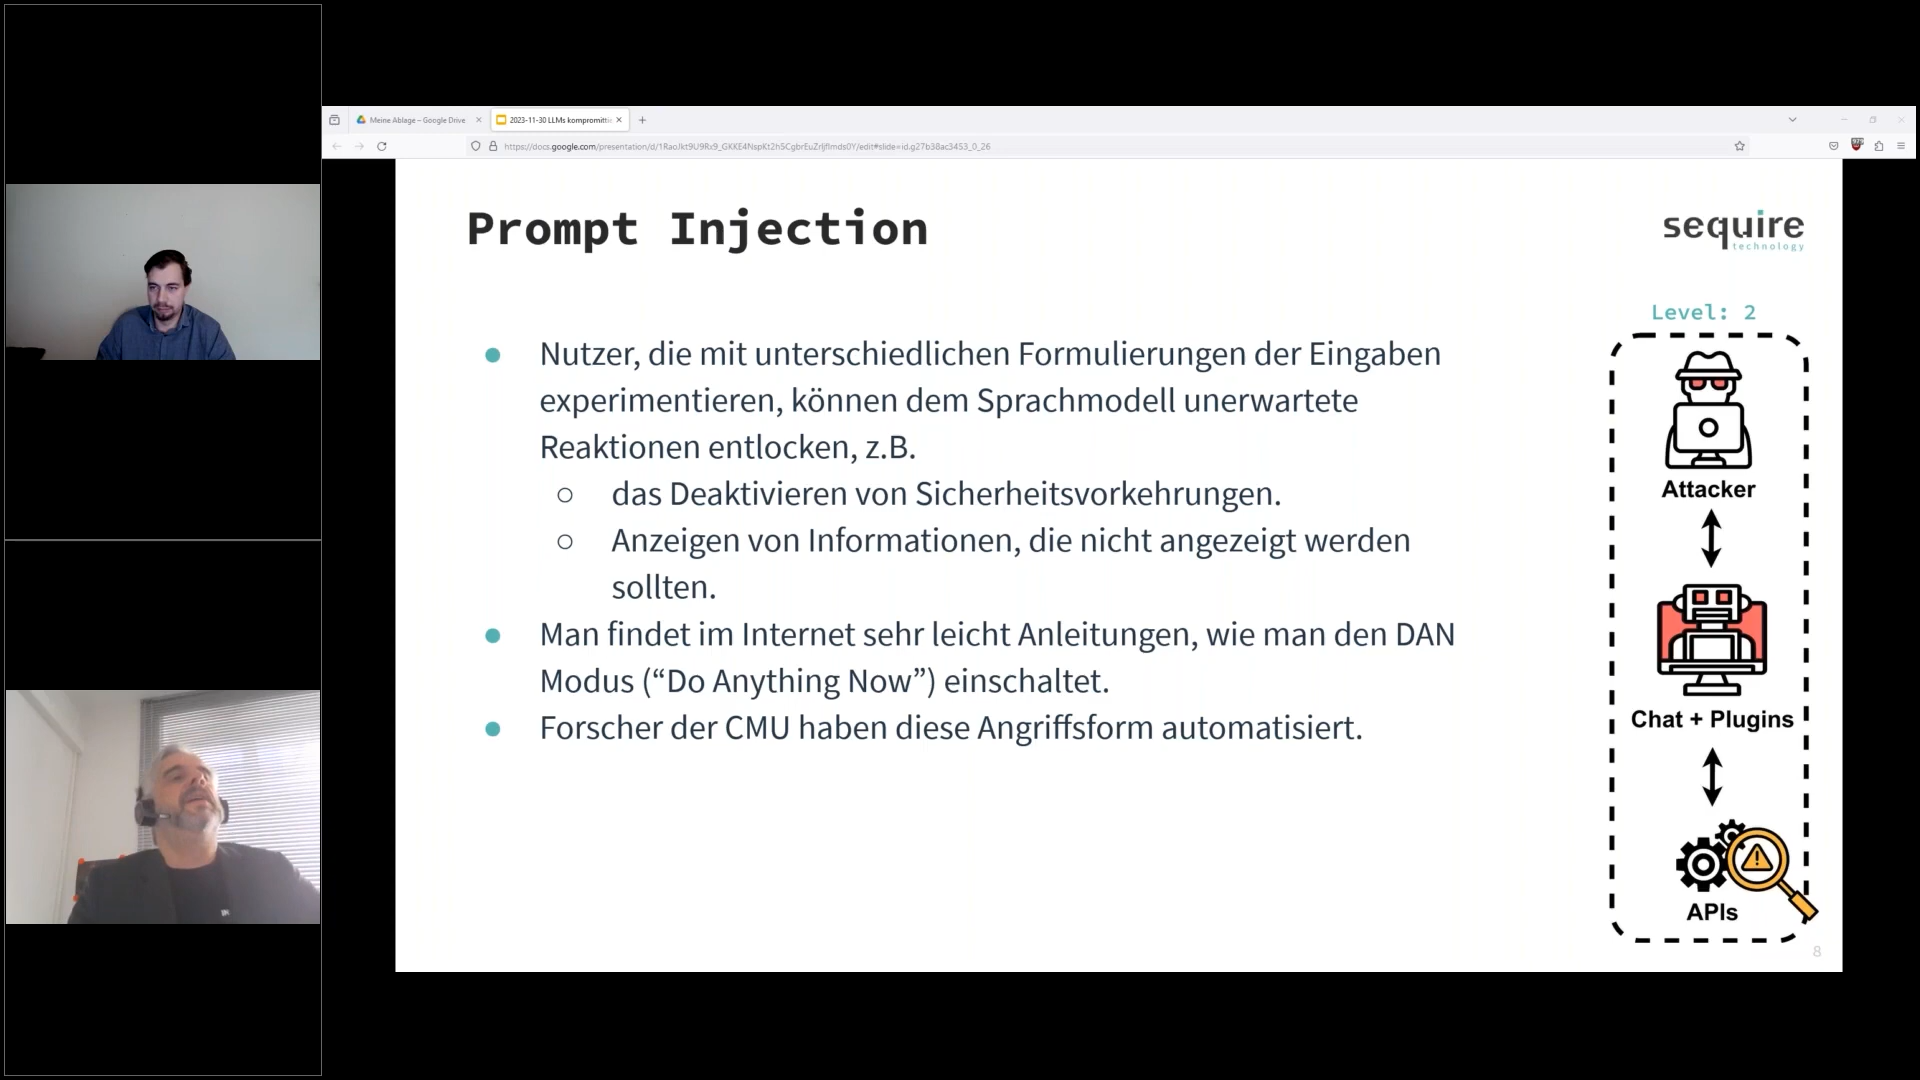 Meine Ablage – Google Drive
2023-11-30 LLMs kompromitti
Prompt Injection
sequire
technology
Level: 2
Nutzer, die mit unterschiedlichen Formulierungen der Eingaben
experimentieren, können dem Sprachmodell unerwartete
Reaktionen entlocken, z.B.
das Deaktivieren von Sicherheitsvorkehrungen.
Anzeigen von Informationen, die nicht angezeigt werden
sollten.
Man findet im Internet sehr leicht Anleitungen, wie man den DAN
Modus (“Do Anything Now”) einschaltet.
Forscher der CMU haben diese Angriffsform automatisiert.
Attacker
Chat + Plugins
APIs
8